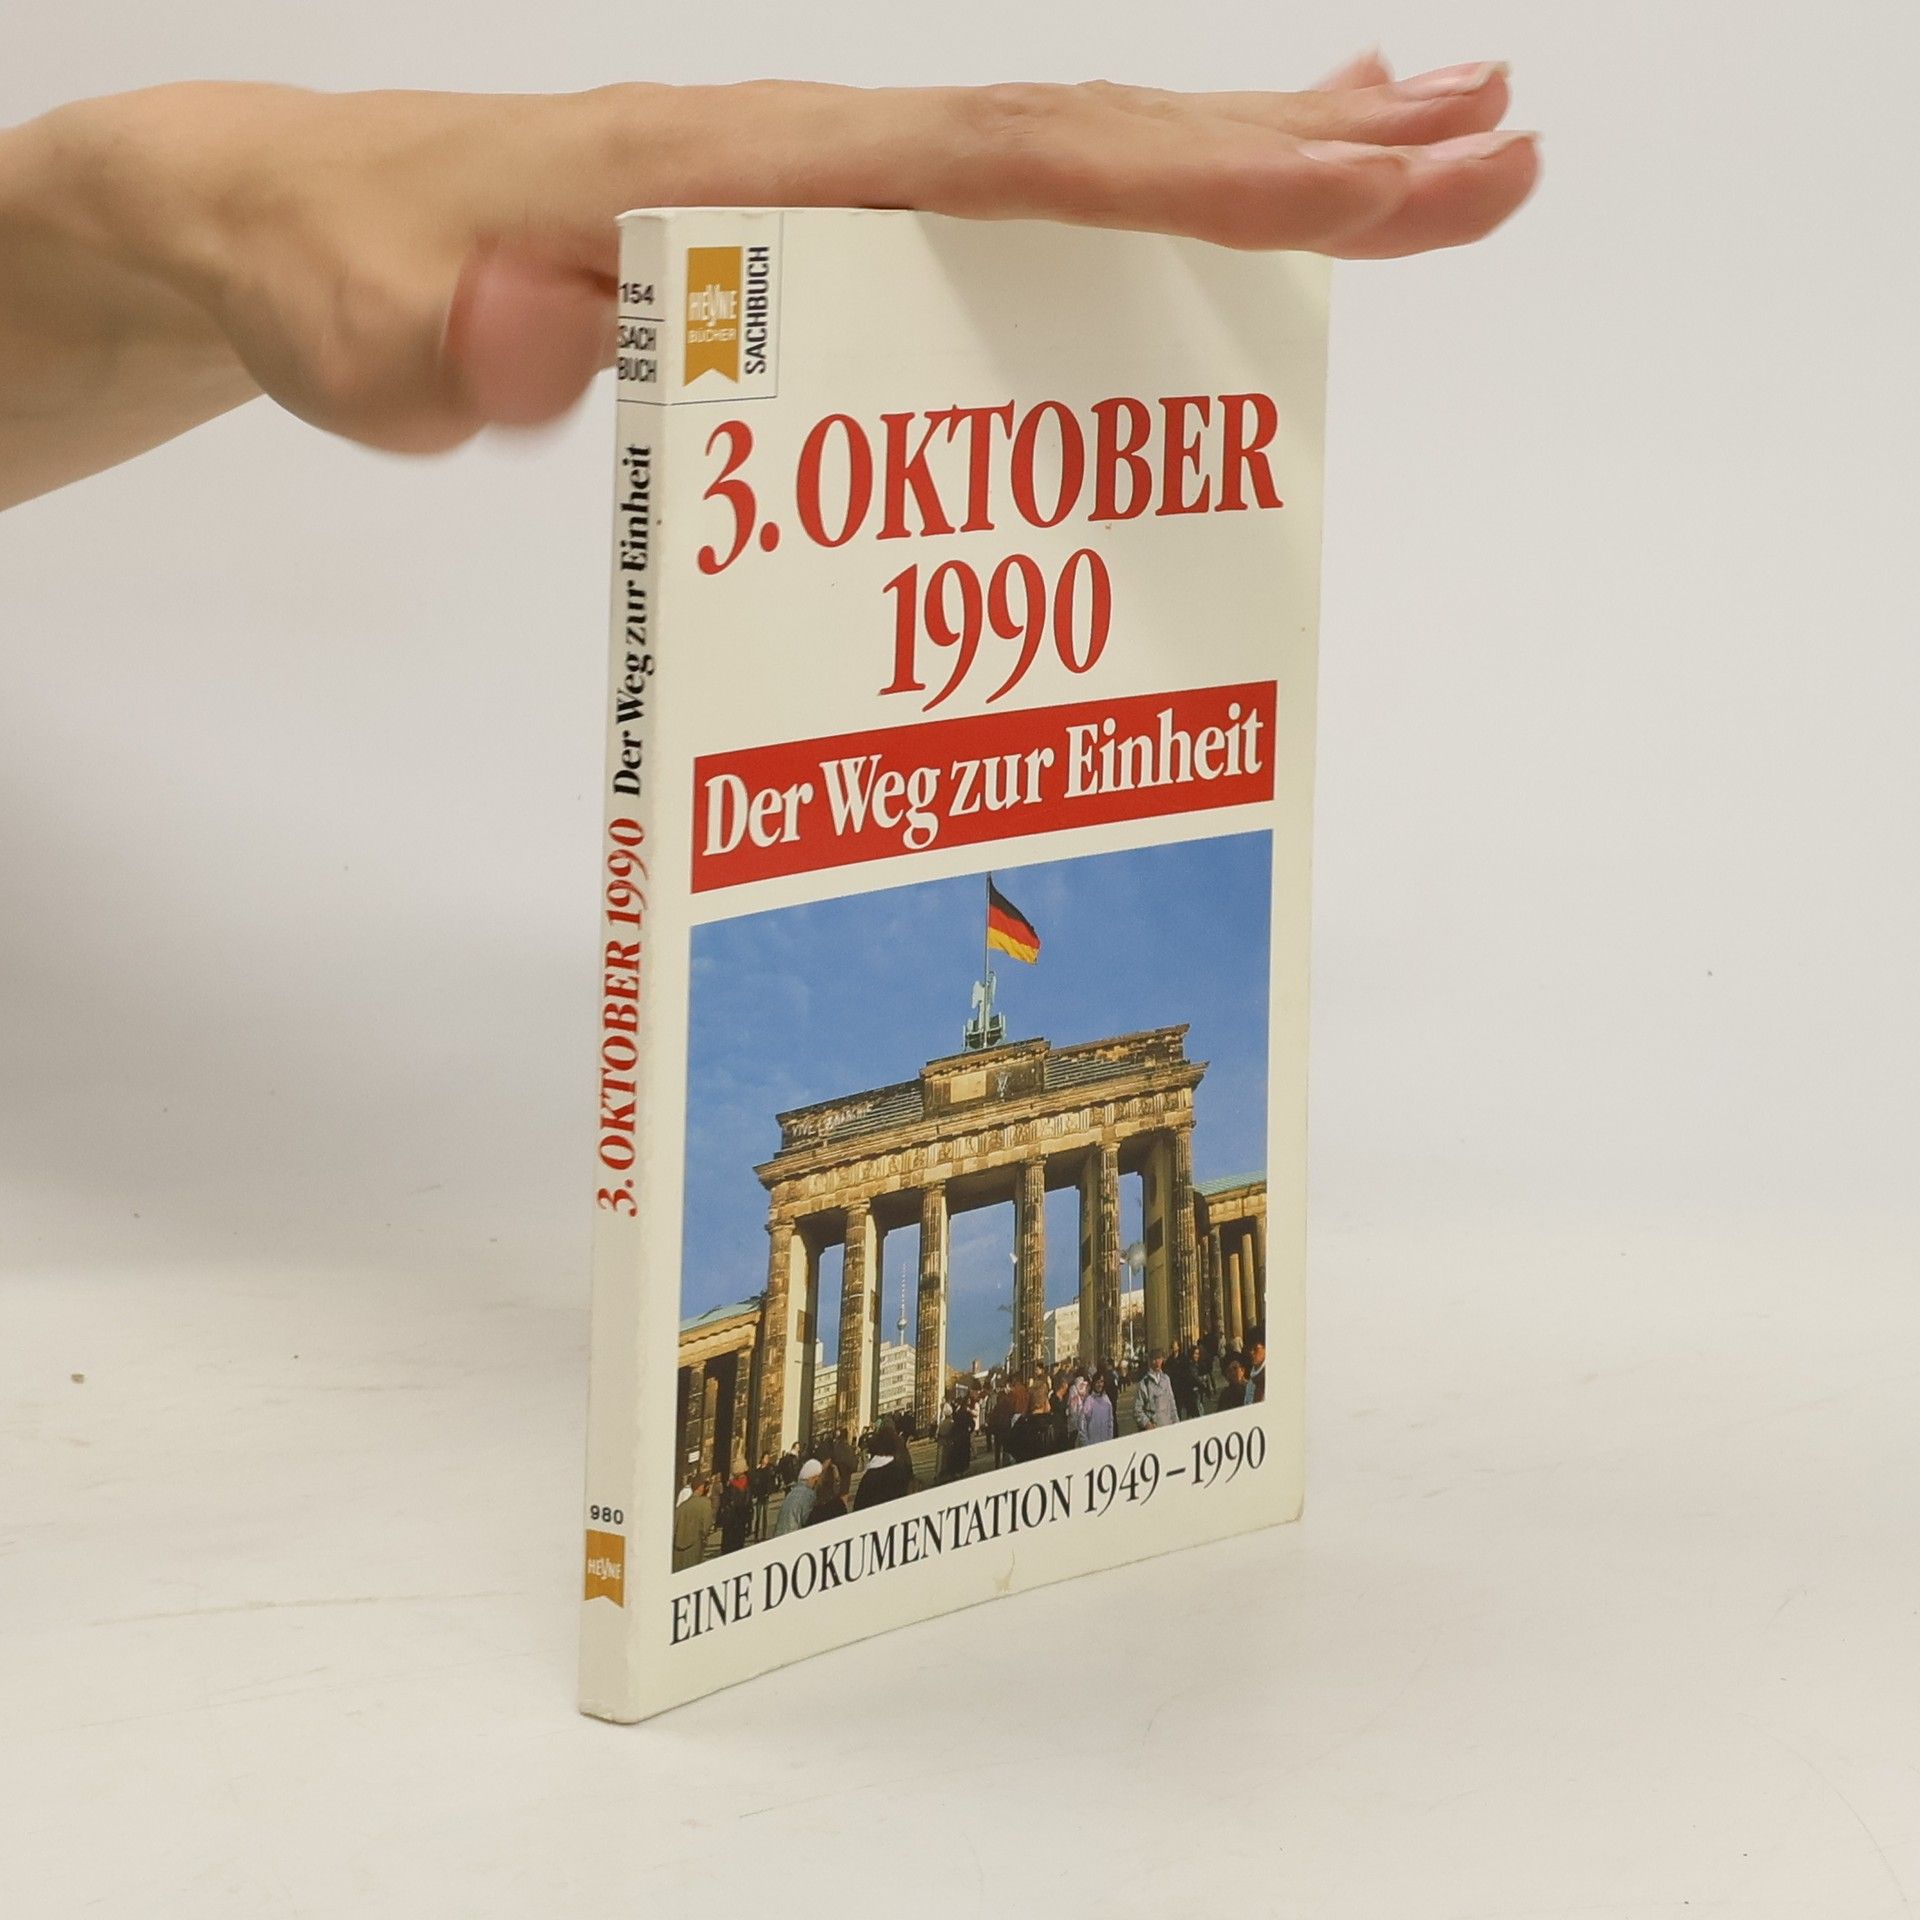 154
SACH
BUCH
3. OKTOBER 1990 Der Weg zur Einheit
980
HEYNE
HEYNE
BÜCHER
SACHBUCH
3. OKTOBER
1990
Der Weg zur Einheit
EINE DOKUMENTATION 1949–1990